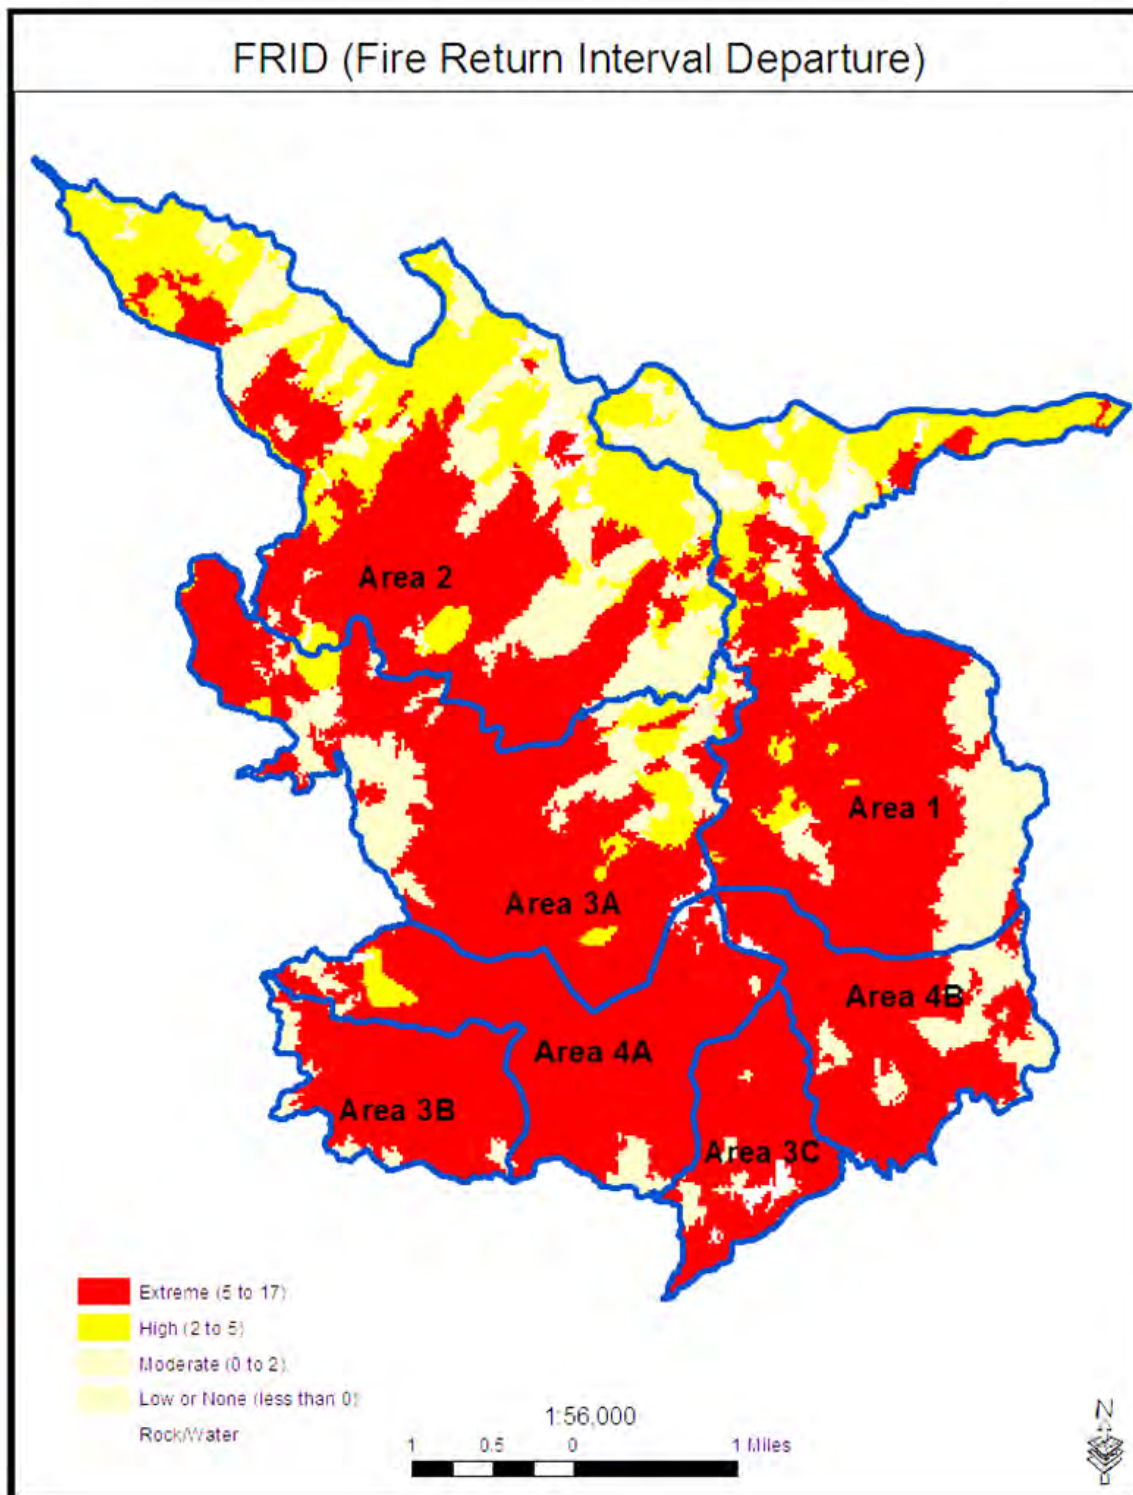 FRID (Fire Return Interval Departure)
Area 2
Area 1
Area 3A
Area 4B
Area 4A
Area 3B
Area 3C
Extreme (5 to 17)
High (2 to 5)
Moderate (0 to 2)
Low or None (less than 0)
Rock/Water
1:56,000
1 0.5 0 1 Miles
N